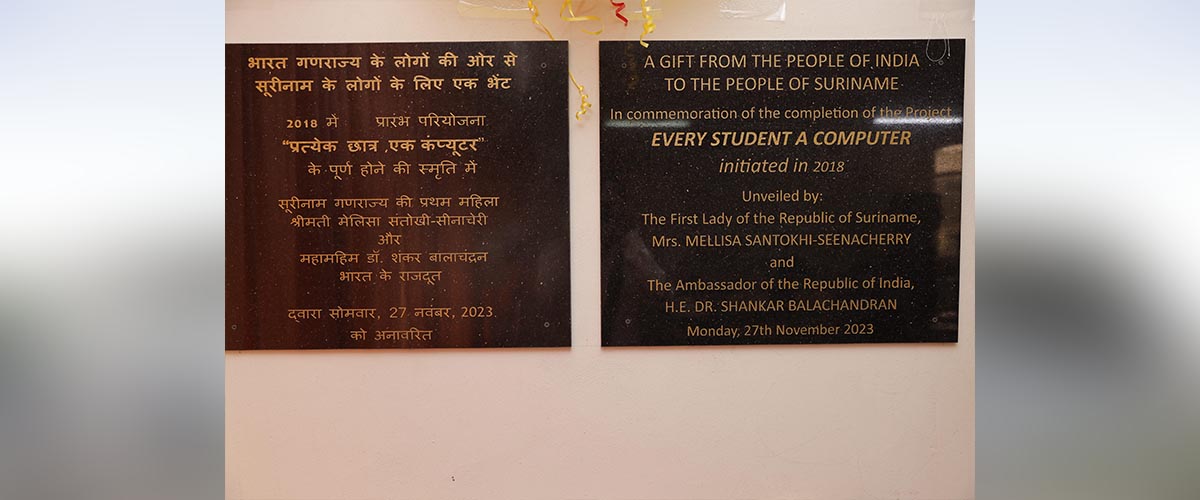 भारत गणराज्य के लोगों की ओर से
सूरीनाम के लोगों के लिए एक भेंट
2018 में प्रारंभ परियोजना
“प्रत्येक छात्र ,एक कंप्यूटर”
के पूर्ण होने की स्मृति में
सूरीनाम गणराज्य की प्रथम महिला
श्रीमती मेलिसा संतोखी-सीनाचेरी
और
महामहिम डॉ. शंकर बालाचंद्रन
भारत के राजदूत
द्वारा सोमवार, 27 नवंबर, 2023
को अनावरित
A GIFT FROM THE PEOPLE OF INDIA
TO THE PEOPLE OF SURINAME
In commemoration of the completion of the Project
EVERY STUDENT A COMPUTER
initiated in 2018
Unveiled by:
The First Lady of the Republic of Suriname,
Mrs. MELLISA SANTOKHI-SEENACHERRY
and
The Ambassador of the Republic of India,
H.E. DR. SHANKAR BALACHANDRAN
Monday, 27th November 2023